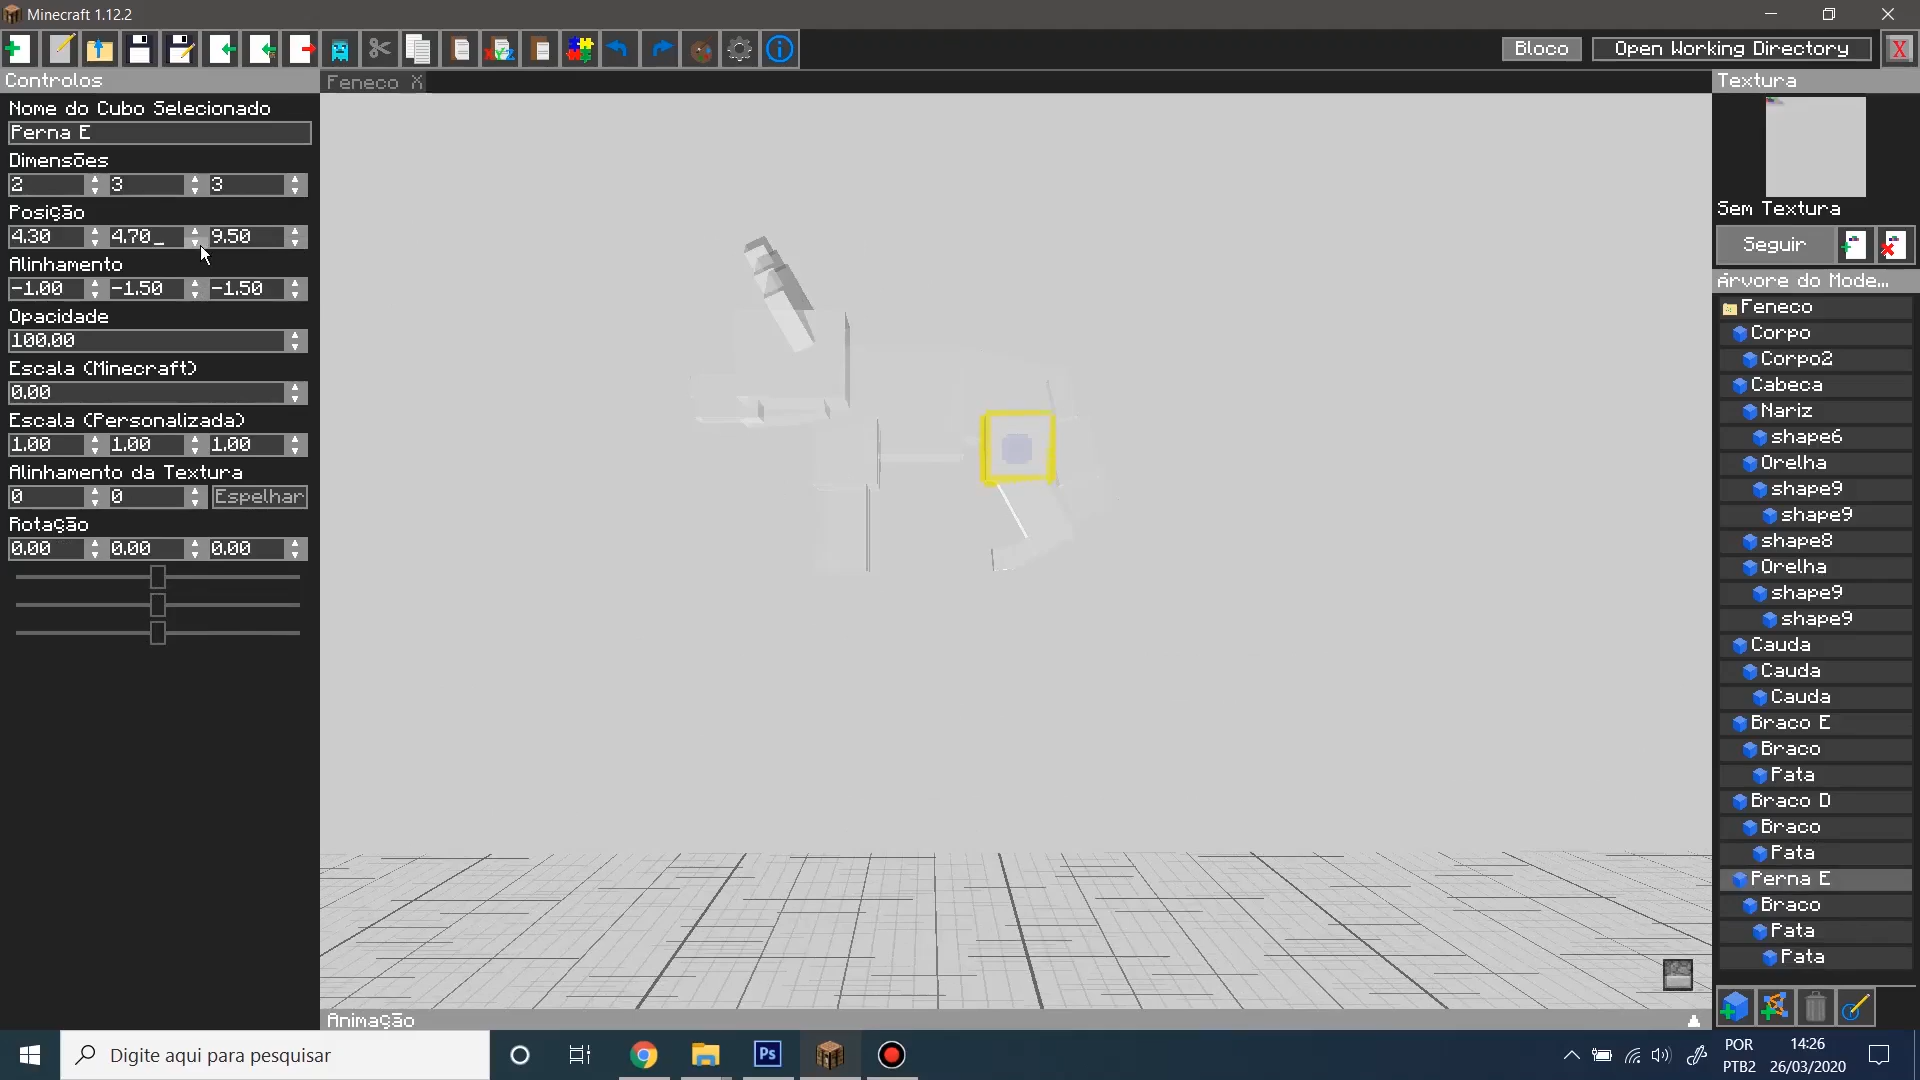 Minecraft 1.12.2
Bloco
Open Working Directory
X
Controlos
Feneco X
Textura
Nome do Cubo Selecionado
Perna E
Dimensões
2 3 3
Posição
4.30 4.70_ 9.50
Alinhamento
-1.00 -1.50 -1.50
Opacidade
100.00
Escala (Minecraft)
0.00
Escala (Personalizada)
1.00 1.00 1.00
Alinhamento da Textura
0 0 Espelhar
Rotação
0.00 0.00 0.00
Sem Textura
Seguir
Árvore do Mode...
Feneco
Corpo
Corpo2
Cabeca
Nariz
shape6
Orelha
shape9
shape9
shape8
Orelha
shape9
shape9
Cauda
Cauda
Cauda
Braco E
Braco
Pata
Braco D
Braco
Pata
Perna E
Braco
Pata
Pata
Animação
Digite aqui para pesquisar
Ps
POR
PTB2
14:26
26/03/2020